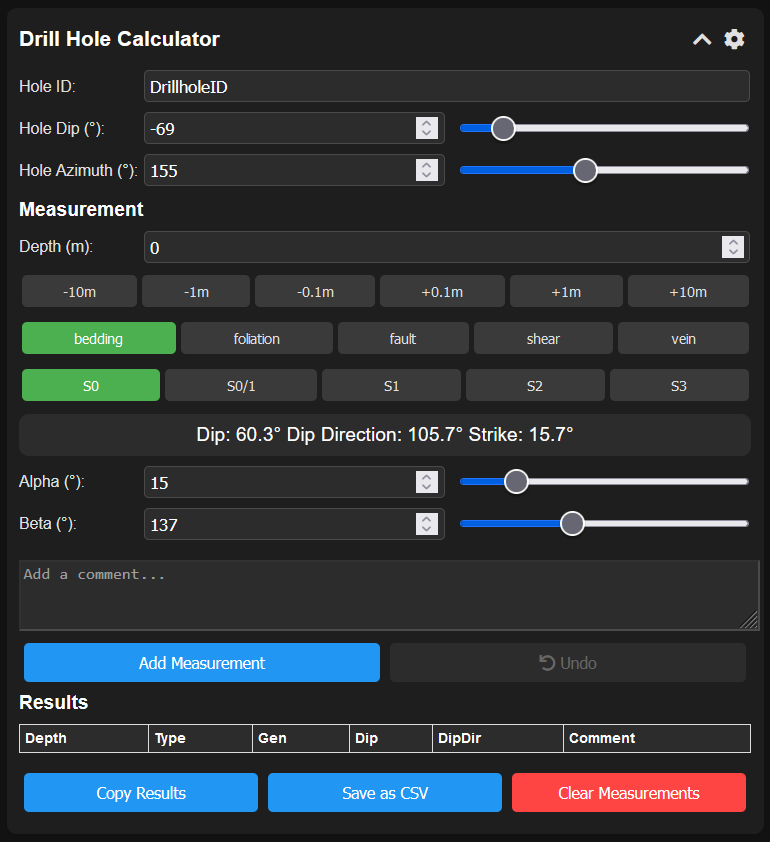 Drill Hole Calculator
Hole ID: DrillholeID
Hole Dip (°): -69
Hole Azimuth (°): 155
Measurement
Depth (m): 0
-10m -1m -0.1m +0.1m +1m +10m
bedding foliation fault shear vein
S0 S0/1 S1 S2 S3
Dip: 60.3° Dip Direction: 105.7° Strike: 15.7°
Alpha (°): 15
Beta (°): 137
Add a comment...
Add Measurement Undo
Results
Depth Type Gen Dip DipDir Comment
Copy Results Save as CSV Clear Measurements